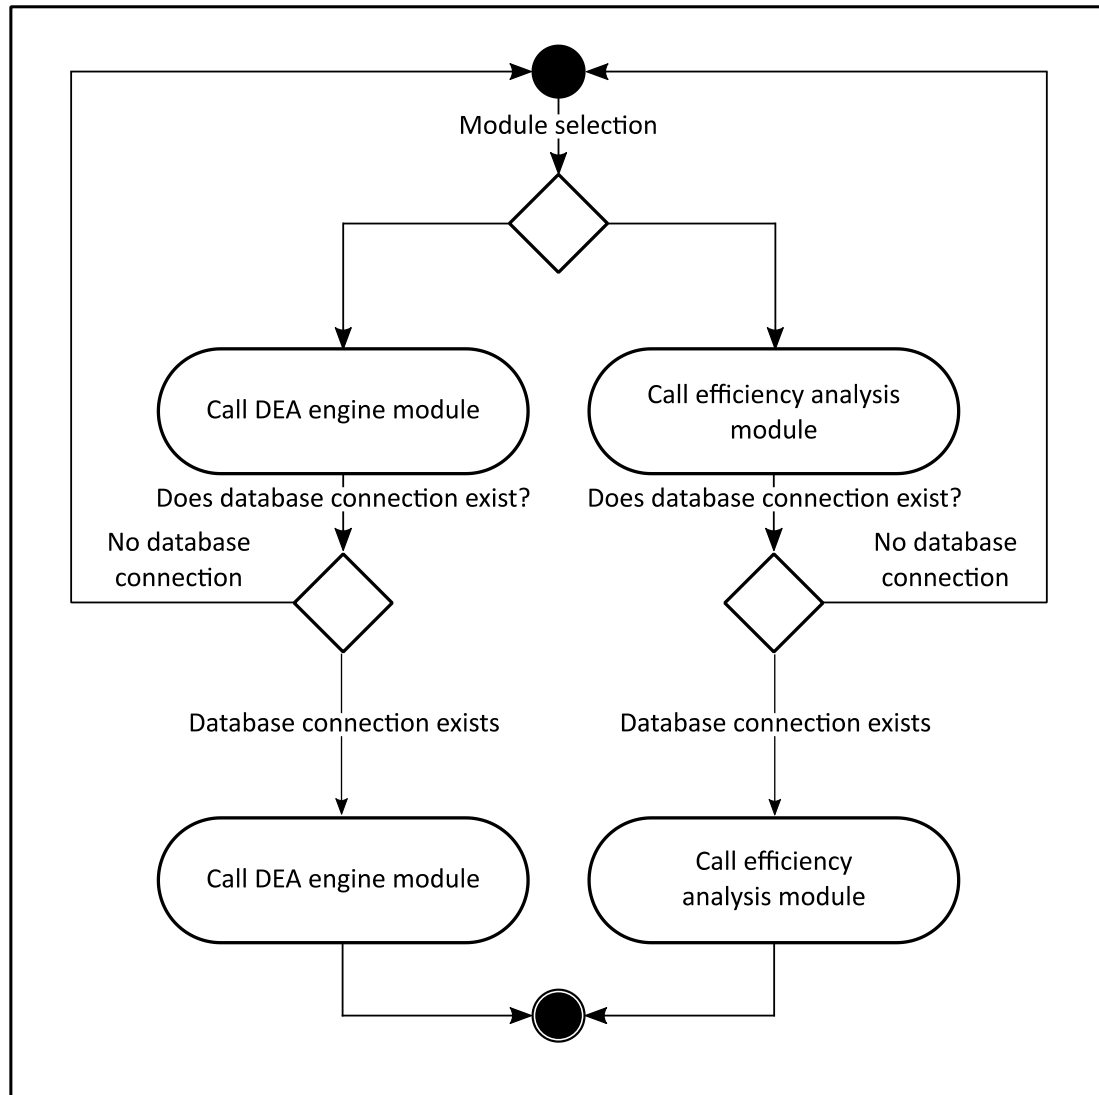 Module selection
Call DEA engine module
Call efficiency analysis
module
Does database connection exist?
Does database connection exist?
No database
connection
No database
connection
Database connection exists
Database connection exists
Call DEA engine module
Call efficiency
analysis module